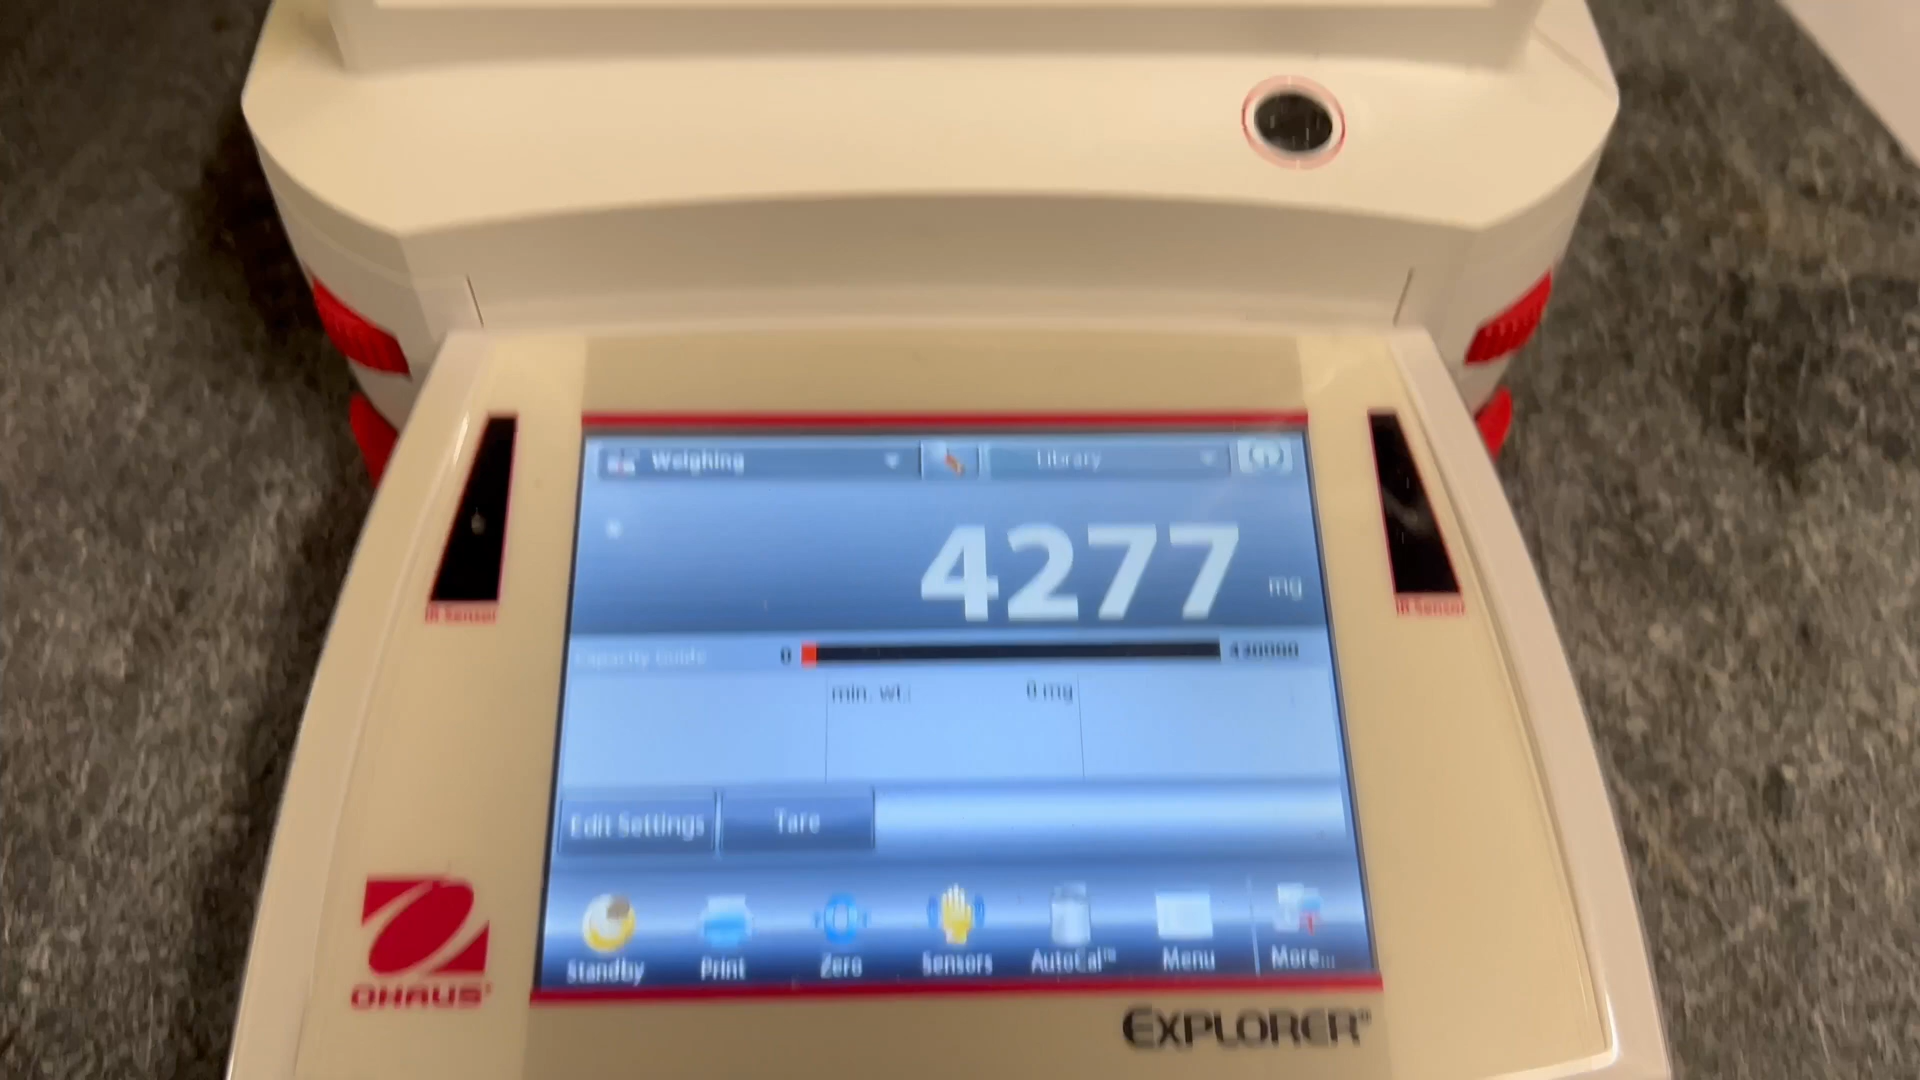 Weighing Library
4277 mg
Capacity Guide 0
min. wt.: 0 mg
Edit Settings Tare
Standby Print Zero Sensors AutoCal™ Menu More...
IR Sensor IR Sensor
OHAUS®
EXPLORER®